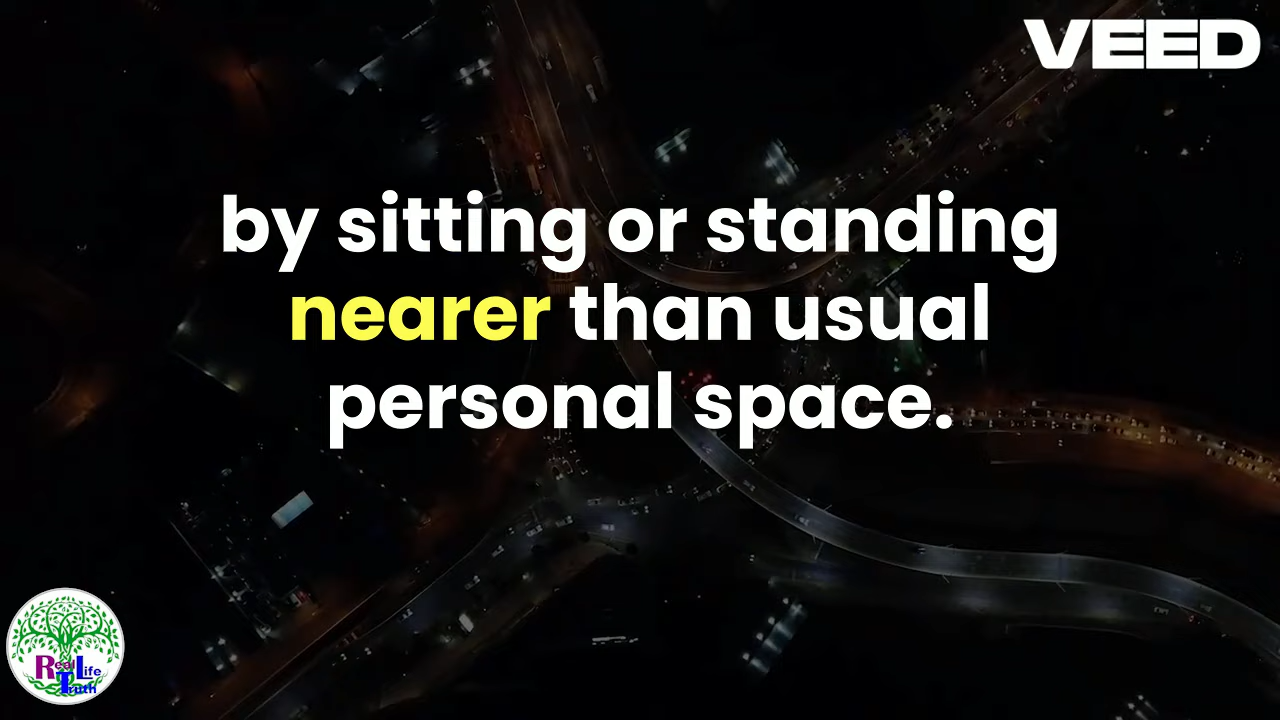 VEED
by sitting or standing
nearer than usual
personal space.
Real Life
Truth